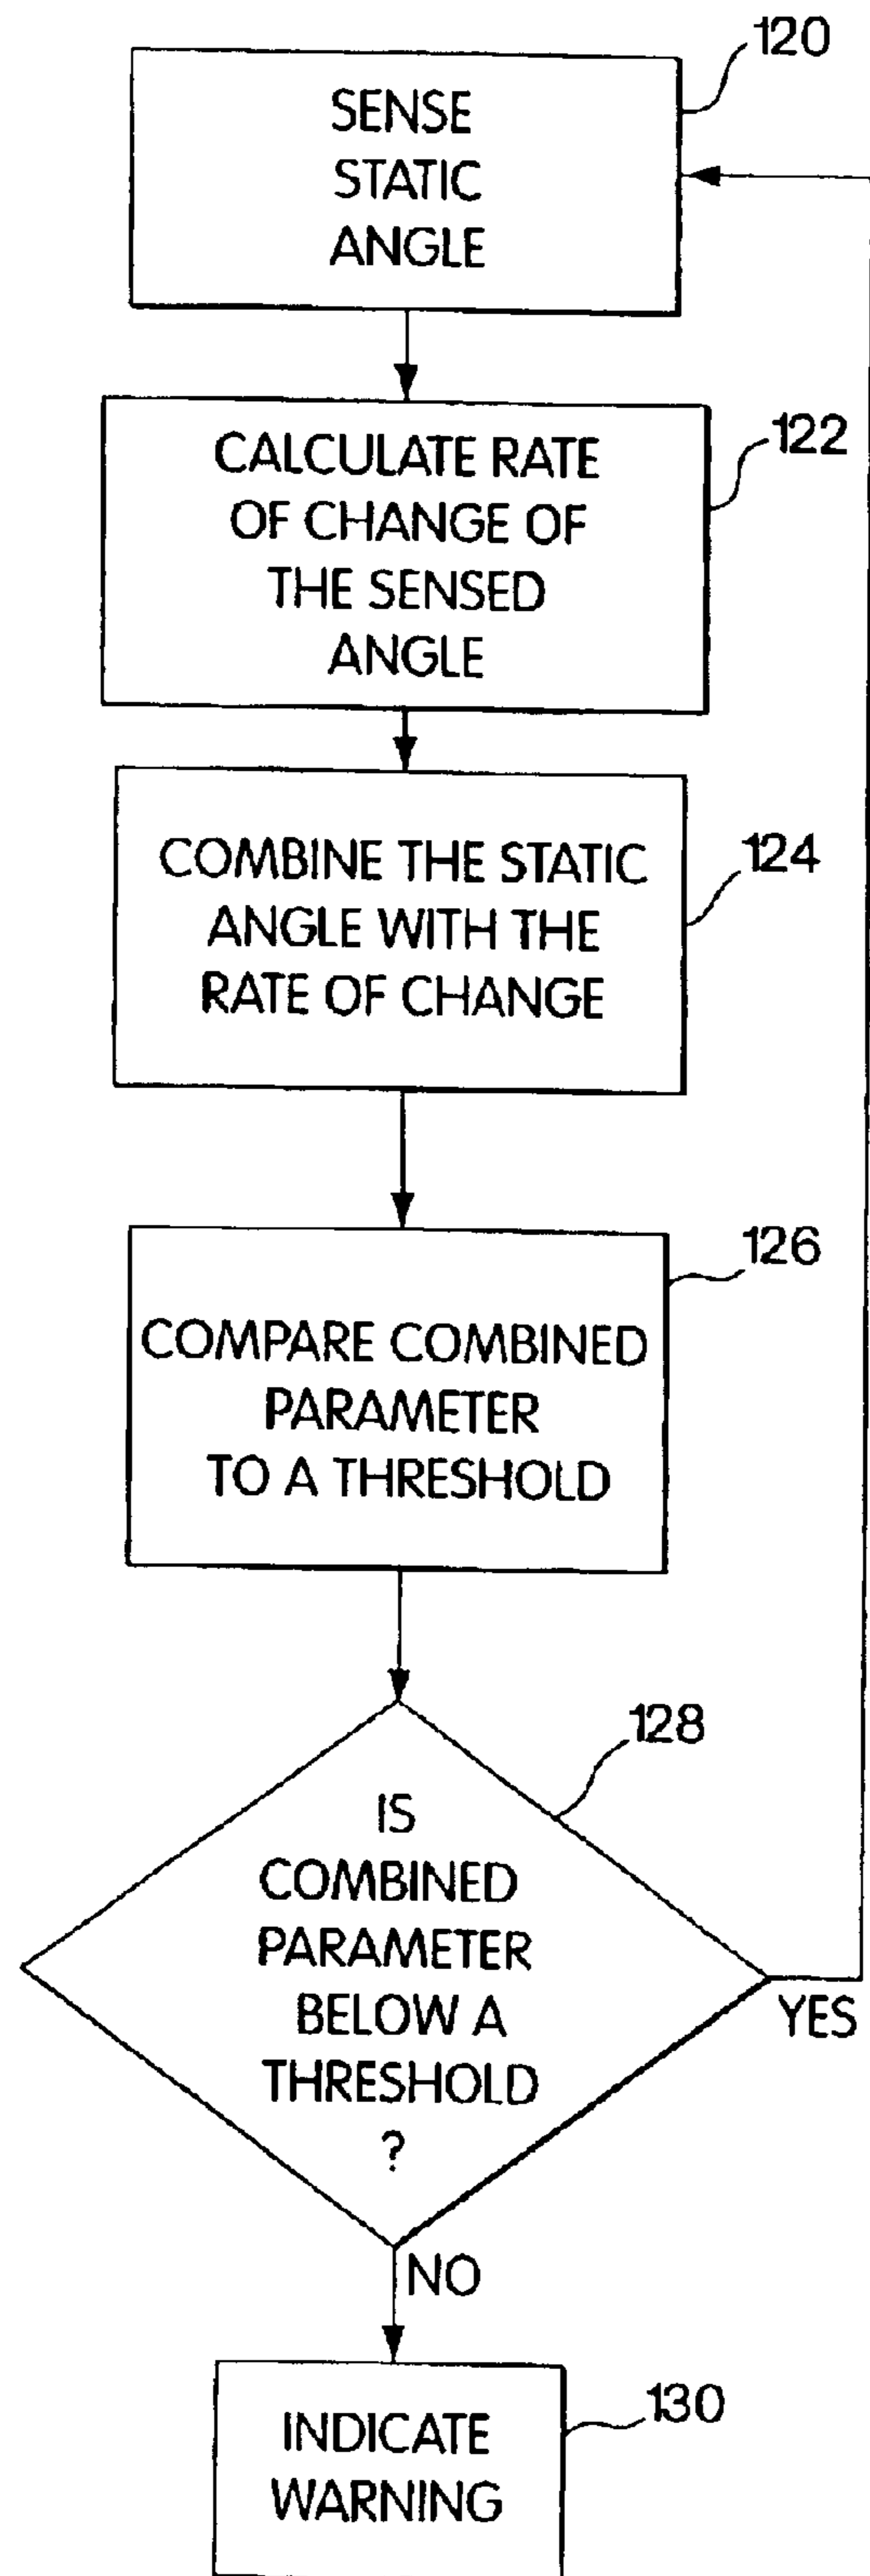 120
SENSE
STATIC
ANGLE
122
CALCULATE RATE
OF CHANGE OF
THE SENSED
ANGLE
124
COMBINE THE STATIC
ANGLE WITH THE
RATE OF CHANGE
126
COMPARE COMBINED
PARAMETER
TO A THRESHOLD
128
IS
COMBINED
PARAMETER
BELOW A
THRESHOLD
?
YES
NO
130
INDICATE
WARNING